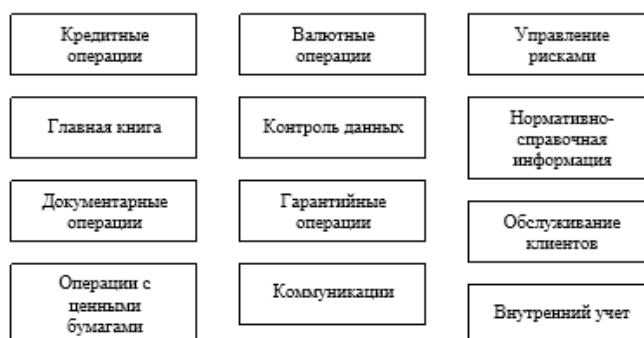 Кредитные
операции
Валютные
операции
Управление
рисками
Главная книга
Контроль данных
Нормативно-
справочная
информация
Документарные
операции
Гарантийные
операции
Обслуживание
клиентов
Операции с
ценными
бумагами
Коммуникации
Внутренний учет